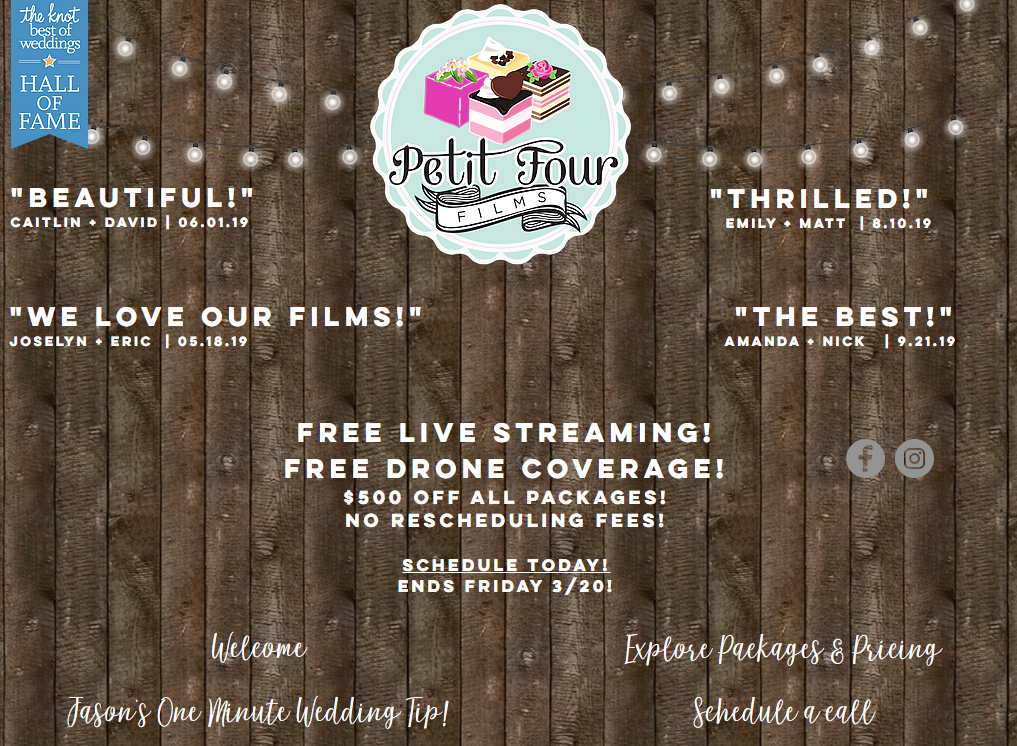 the knot
best of
weddings
HALL
OF
FAME
Petit Four
FILMS
"BEAUTIFUL!"
CAITLIN + DAVID | 06.01.19
"THRILLED!"
EMILY + MATT | 8.10.19
"WE LOVE OUR FILMS!"
JOSELYN + ERIC | 05.18.19
"THE BEST!"
AMANDA + NICK | 9.21.19
FREE LIVE STREAMING!
FREE DRONE COVERAGE!
$500 OFF ALL PACKAGES!
NO RESCHEDULING FEES!
SCHEDULE TODAY!
ENDS FRIDAY 3/20!
Welcome
Explore Packages & Pricing
Jason's One Minute Wedding Tip!
Schedule a call